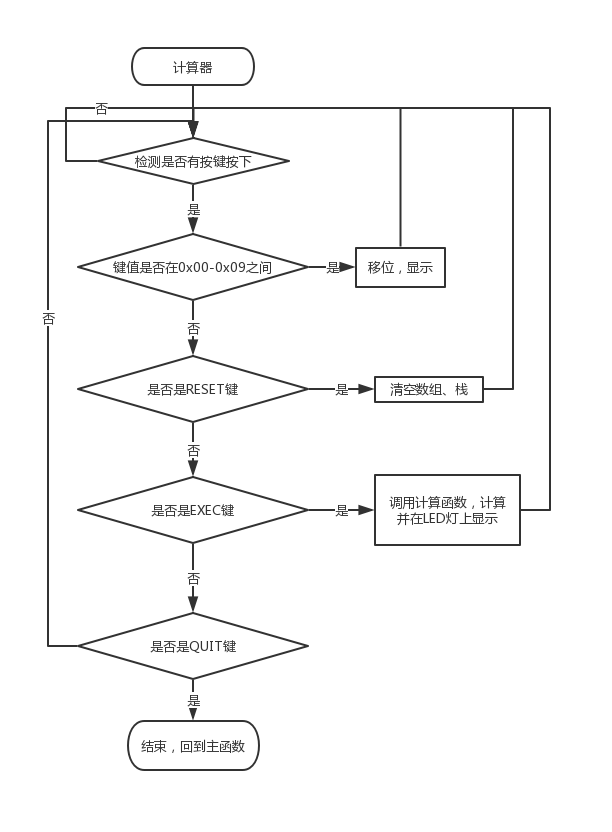 计算器
否
检测是否有按键按下
是
键值是否在0x00-0x09之间
是
移位，显示
否
否
是否是RESET键
是
清空数组、栈
否
是否是EXEC键
是
调用计算函数，计算
并在LED灯上显示
否
是否是QUIT键
是
结束，回到主函数